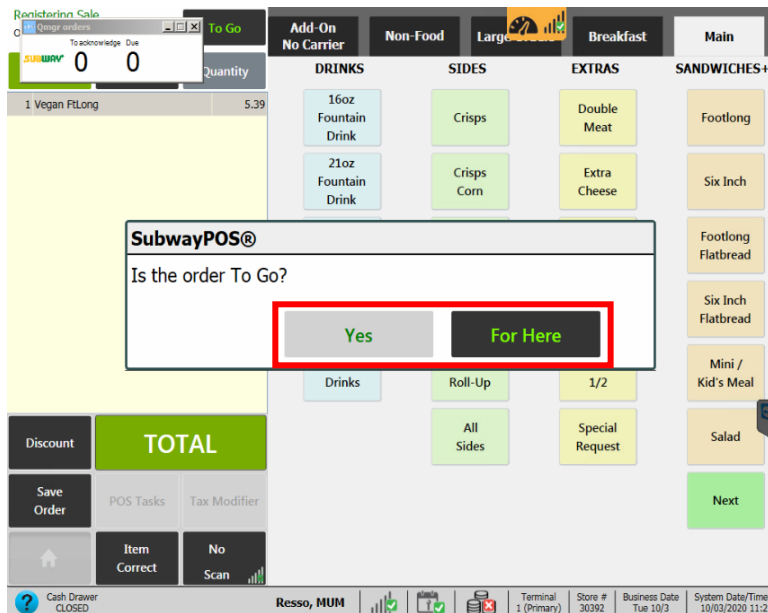 Registering Sale
Qmgr orders
To acknowledge Due
SUBWAY 0 0
To Go
Quantity
1 Vegan FtLong 5.39
Add-On
No Carrier
Non-Food
Breakfast
Main
DRINKS
SIDES
EXTRAS
SANDWICHES+
16oz
Fountain
Drink
Crisps
Double
Meat
Footlong
21oz
Fountain
Drink
Crisps
Corn
Extra
Cheese
Six Inch
Footlong
Flatbread
Six Inch
Flatbread
SubwayPOS®
Is the order To Go?
Yes
For Here
Drinks
Roll-Up
1/2
Mini /
Kid's Meal
All
Sides
Special
Request
Salad
Next
Discount
TOTAL
Save
Order
POS Tasks
Tax Modifier
Item
Correct
No
Scan
Cash Drawer
CLOSED
Resso, MUM
Terminal
1 (Primary)
Store #
30392
Business Date
Tue 10/3
System Date/Time
10/03/2020 11:2